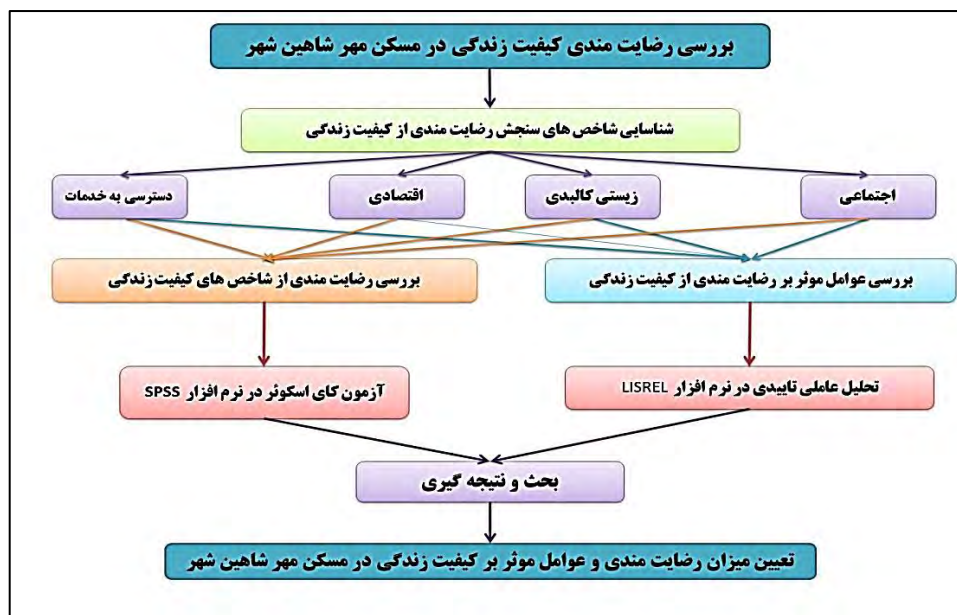 بررسی رضایت مندی کیفیت زندگی در مسکن مهر شاهین شهر
شناسایی شاخص های سنجش رضایت مندی از کیفیت زندگی
اجتماعی
زیستی کالبدی
اقتصادی
دسترسی به خدمات
بررسی عوامل موثر بر رضایت مندی از کیفیت زندگی
بررسی رضایت مندی از شاخص های کیفیت زندگی
تحلیل عاملی تاییدی در نرم افزار LISREL
آزمون کای اسکوئر در نرم افزار SPSS
بحث و نتیجه گیری
تعیین میزان رضایت مندی و عوامل موثر بر کیفیت زندگی در مسکن مهر شاهین شهر